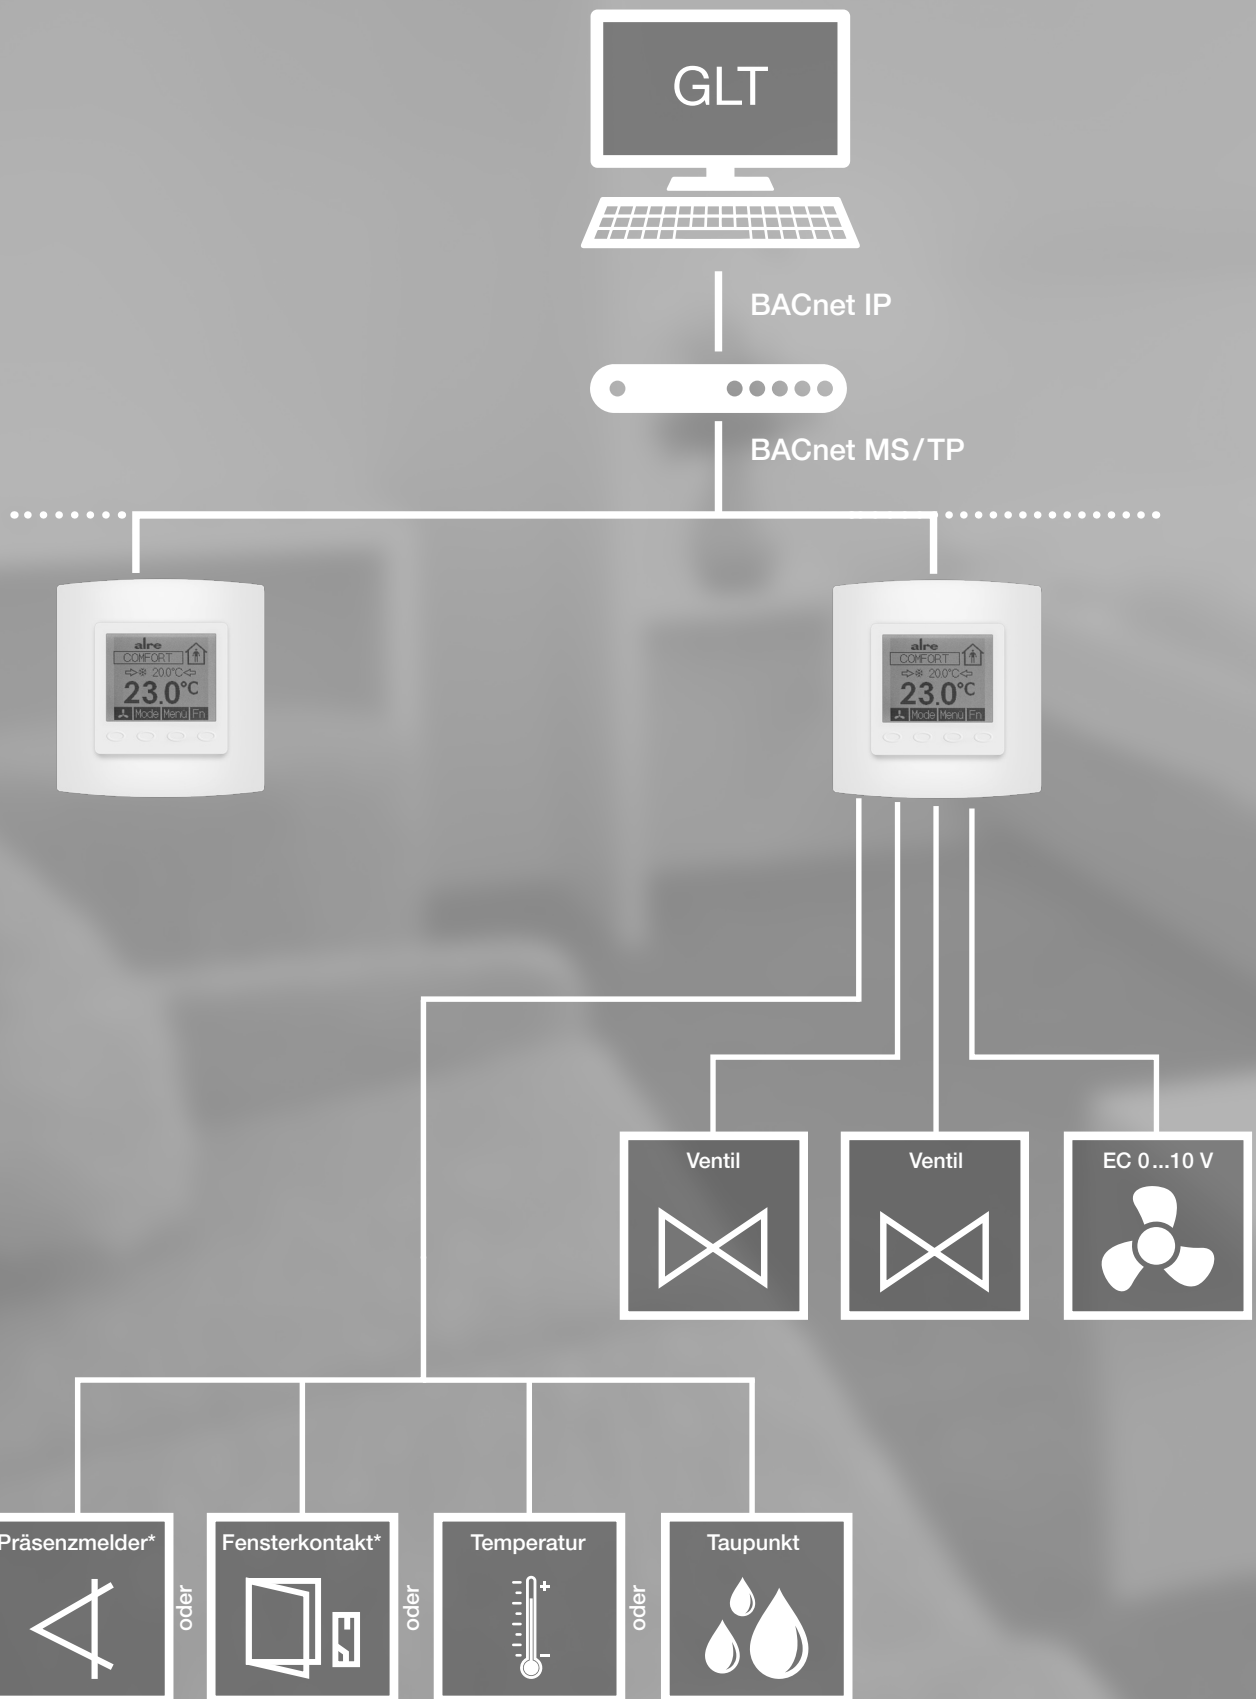 GLT
BACnet IP
BACnet MS/TP
alre
COMFORT
20.0°C
23.0°C
Mode Menü Fn
alre
COMFORT
20.0°C
23.0°C
Mode Menü Fn
Ventil
Ventil
EC 0...10 V
Präsenzmelder*
oder
Fensterkontakt*
oder
Temperatur
oder
Taupunkt